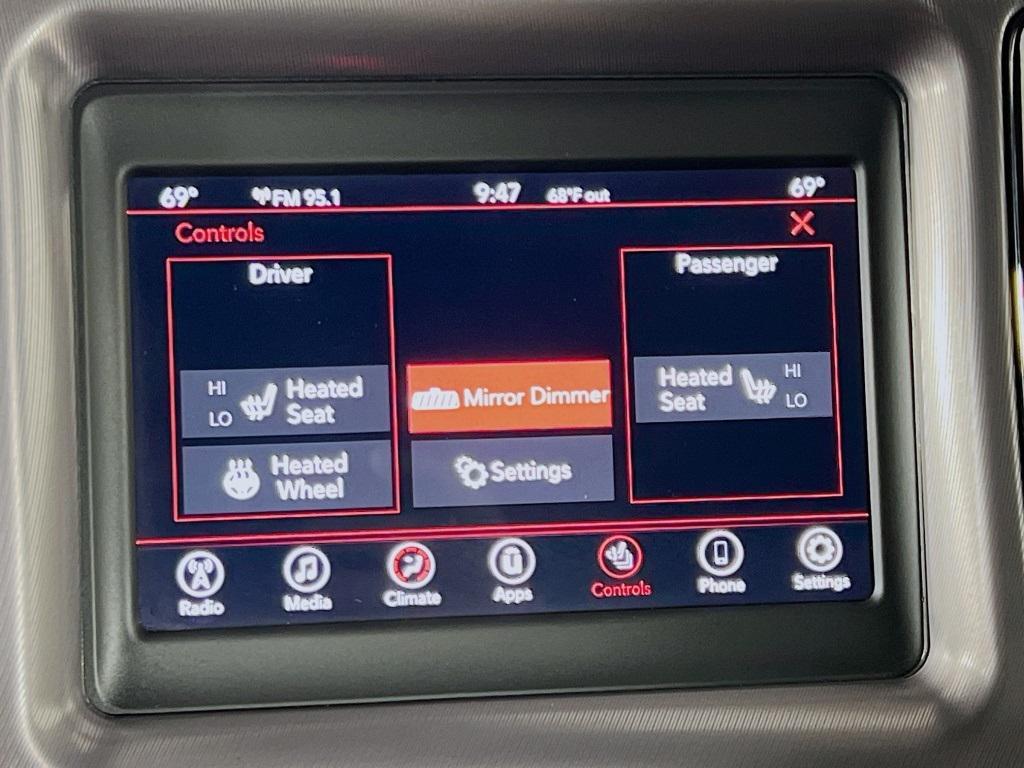 69° FM 95.1 9:47 68°F out 69°
Controls X
Driver
HI
LO
Heated
Seat
Heated
Wheel
Mirror Dimmer
Settings
Passenger
Heated
Seat
HI
LO
Radio Media Climate Apps Controls Phone Settings